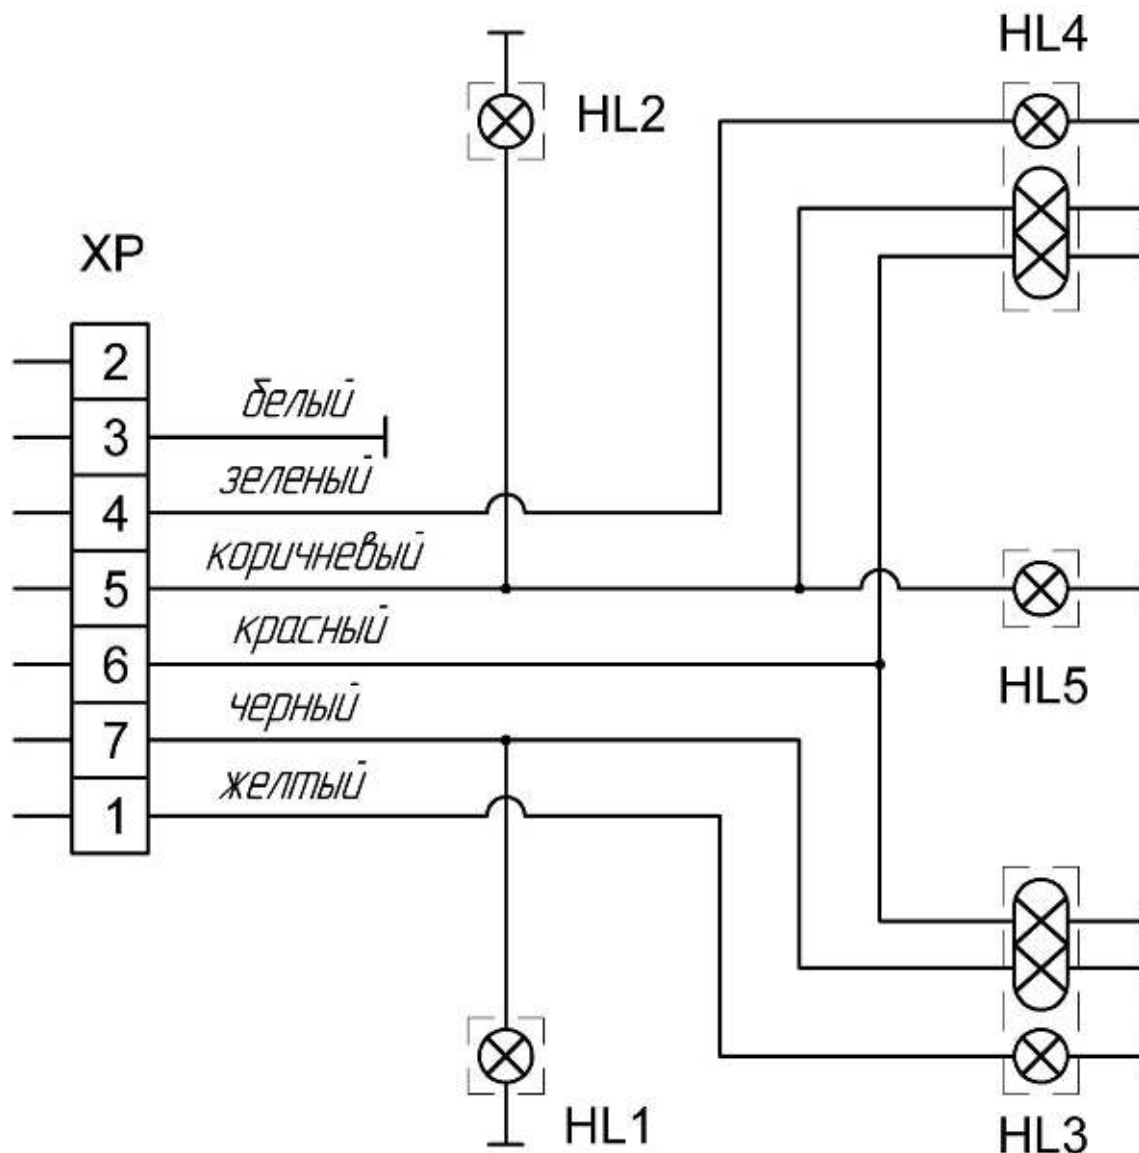 HL4
HL2
XP
2
белый
3
зеленый
4
коричневый
5
красный
6
HL5
черный
7
желтый
1
HL1
HL3